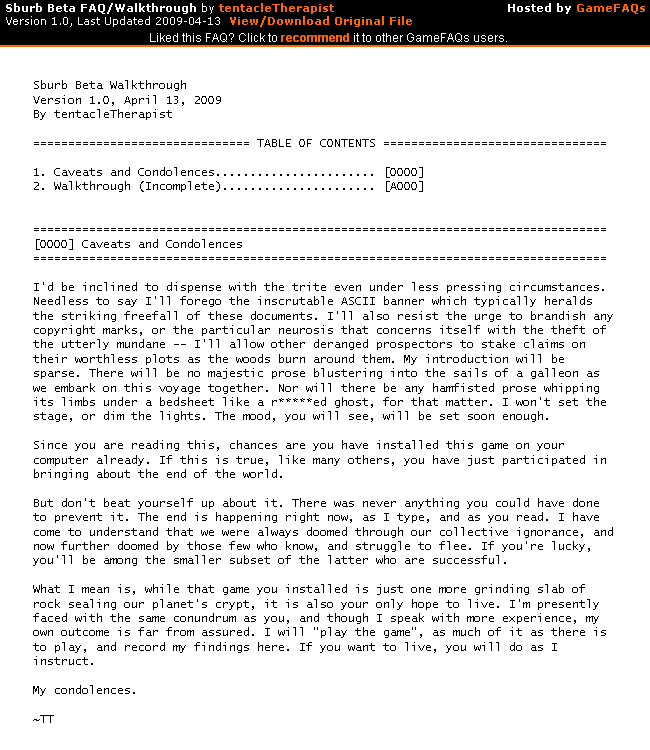 Sburb Beta FAQ/Walkthrough by tentacleTherapist Hosted by GameFAQs
Version 1.0, Last Updated 2009-04-13 View/Download Original File
Liked this FAQ? Click to recommend it to other GameFAQs users.
Sburb Beta Walkthrough
Version 1.0, April 13, 2009
By tentacleTherapist
=============================== TABLE OF CONTENTS ================================
1. Caveats and Condolences....................... [0000]
2. Walkthrough (Incomplete)...................... [A000]
==================================================================================
[0000] Caveats and Condolences
==================================================================================
I'd be inclined to dispense with the trite even under less pressing circumstances.
Needless to say I'll forego the inscrutable ASCII banner which typically heralds
the striking freefall of these documents. I'll also resist the urge to brandish any
copyright marks, or the particular neurosis that concerns itself with the theft of
the utterly mundane -- I'll allow other deranged prospectors to stake claims on
their worthless plots as the woods burn around them. My introduction will be
sparse. There will be no majestic prose blustering into the sails of a galleon as
we embark on this voyage together. Nor will there be any hamfisted prose whipping
its limbs under a bedsheet like a r*****ed ghost, for that matter. I won't set the
stage, or dim the lights. The mood, you will see, will be set soon enough.
Since you are reading this, chances are you have installed this game on your
computer already. If this is true, like many others, you have just participated in
bringing about the end of the world.
But don't beat yourself up about it. There was never anything you could have done
to prevent it. The end is happening right now, as I type, and as you read. I have
come to understand that we were always doomed through our collective ignorance, and
now further doomed by those few who know, and struggle to flee. If you're lucky,
you'll be among the smaller subset of the latter who are successful.
What I mean is, while that game you installed is just one more grinding slab of
rock sealing our planet's crypt, it is also your only hope to live. I'm presently
faced with the same conundrum as you, and though I speak with more experience, my
own outcome is far from assured. I will "play the game", as much of it as there is
to play, and record my findings here. If you want to live, you will do as I
instruct.
My condolences.
~TT